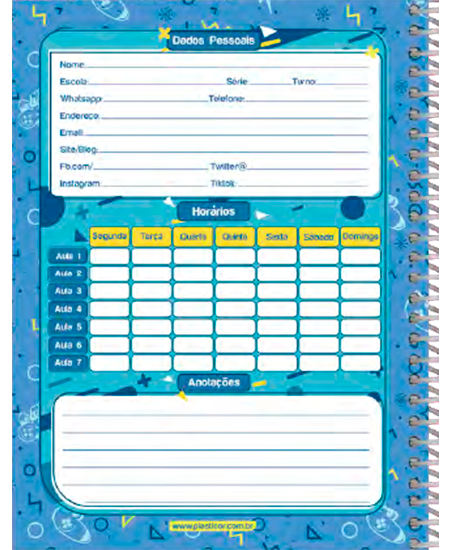 Dados Pessoais
Nome:
Escola: Série: Turno:
Whatsapp: Telefone:
Endereço:
Email:
Site/Blog:
Fb.com/ Twitter@
Instagram: Tiktok:
Horários
Segunda Terça Quarta Quinta Sexta Sábado Domingo
Aula 1
Aula 2
Aula 3
Aula 4
Aula 5
Aula 6
Aula 7
Anotações
www.plasticor.com.br